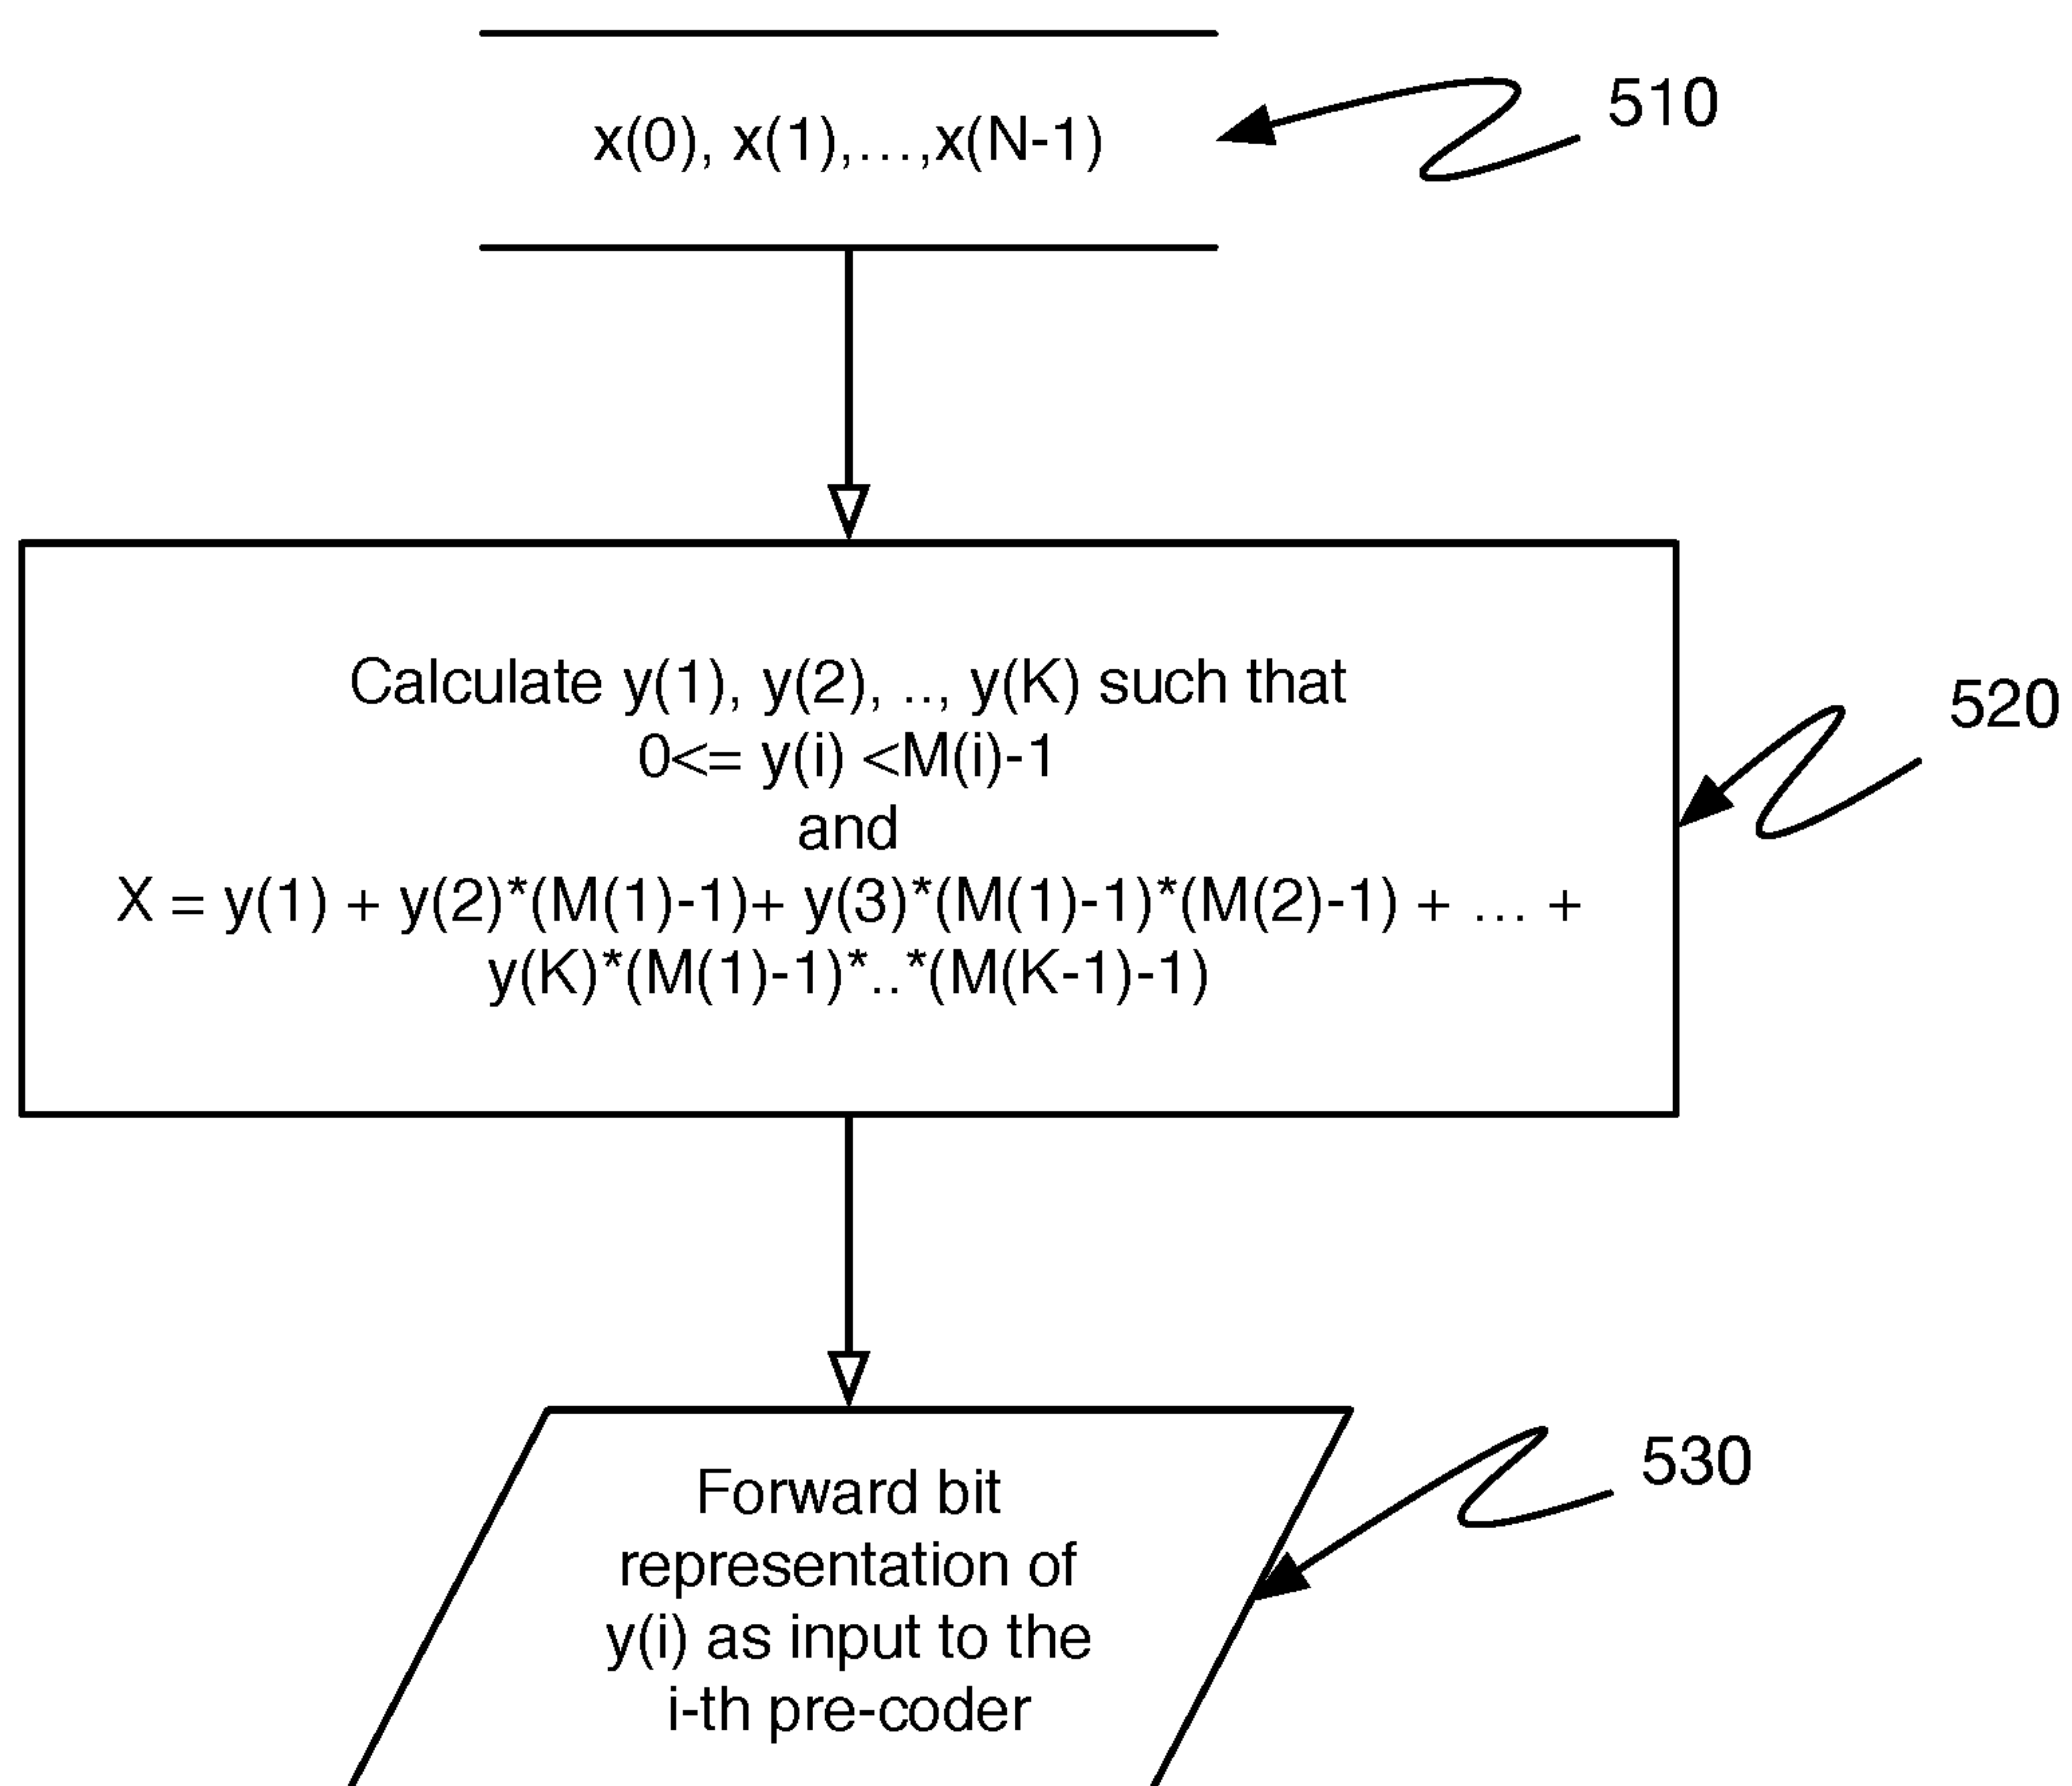 x(0), x(1),...,x(N-1)
510
Calculate y(1), y(2), .., y(K) such that
0<= y(i) <M(i)-1
and
X = y(1) + y(2)*(M(1)-1)+ y(3)*(M(1)-1)*(M(2)-1) + ... +
y(K)*(M(1)-1)*..*(M(K-1)-1)
520
Forward bit
representation of
y(i) as input to the
i-th pre-coder
530